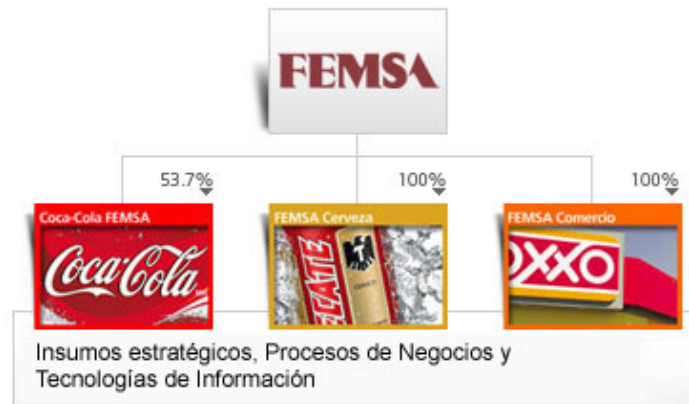 FEMSA
53.7%
100%
100%
Coca-Cola FEMSA
FEMSA Cerveza
FEMSA Comercio
Coca-Cola
ECATE
OXXO
Insumos estratégicos, Procesos de Negocios y
Tecnologías de Información